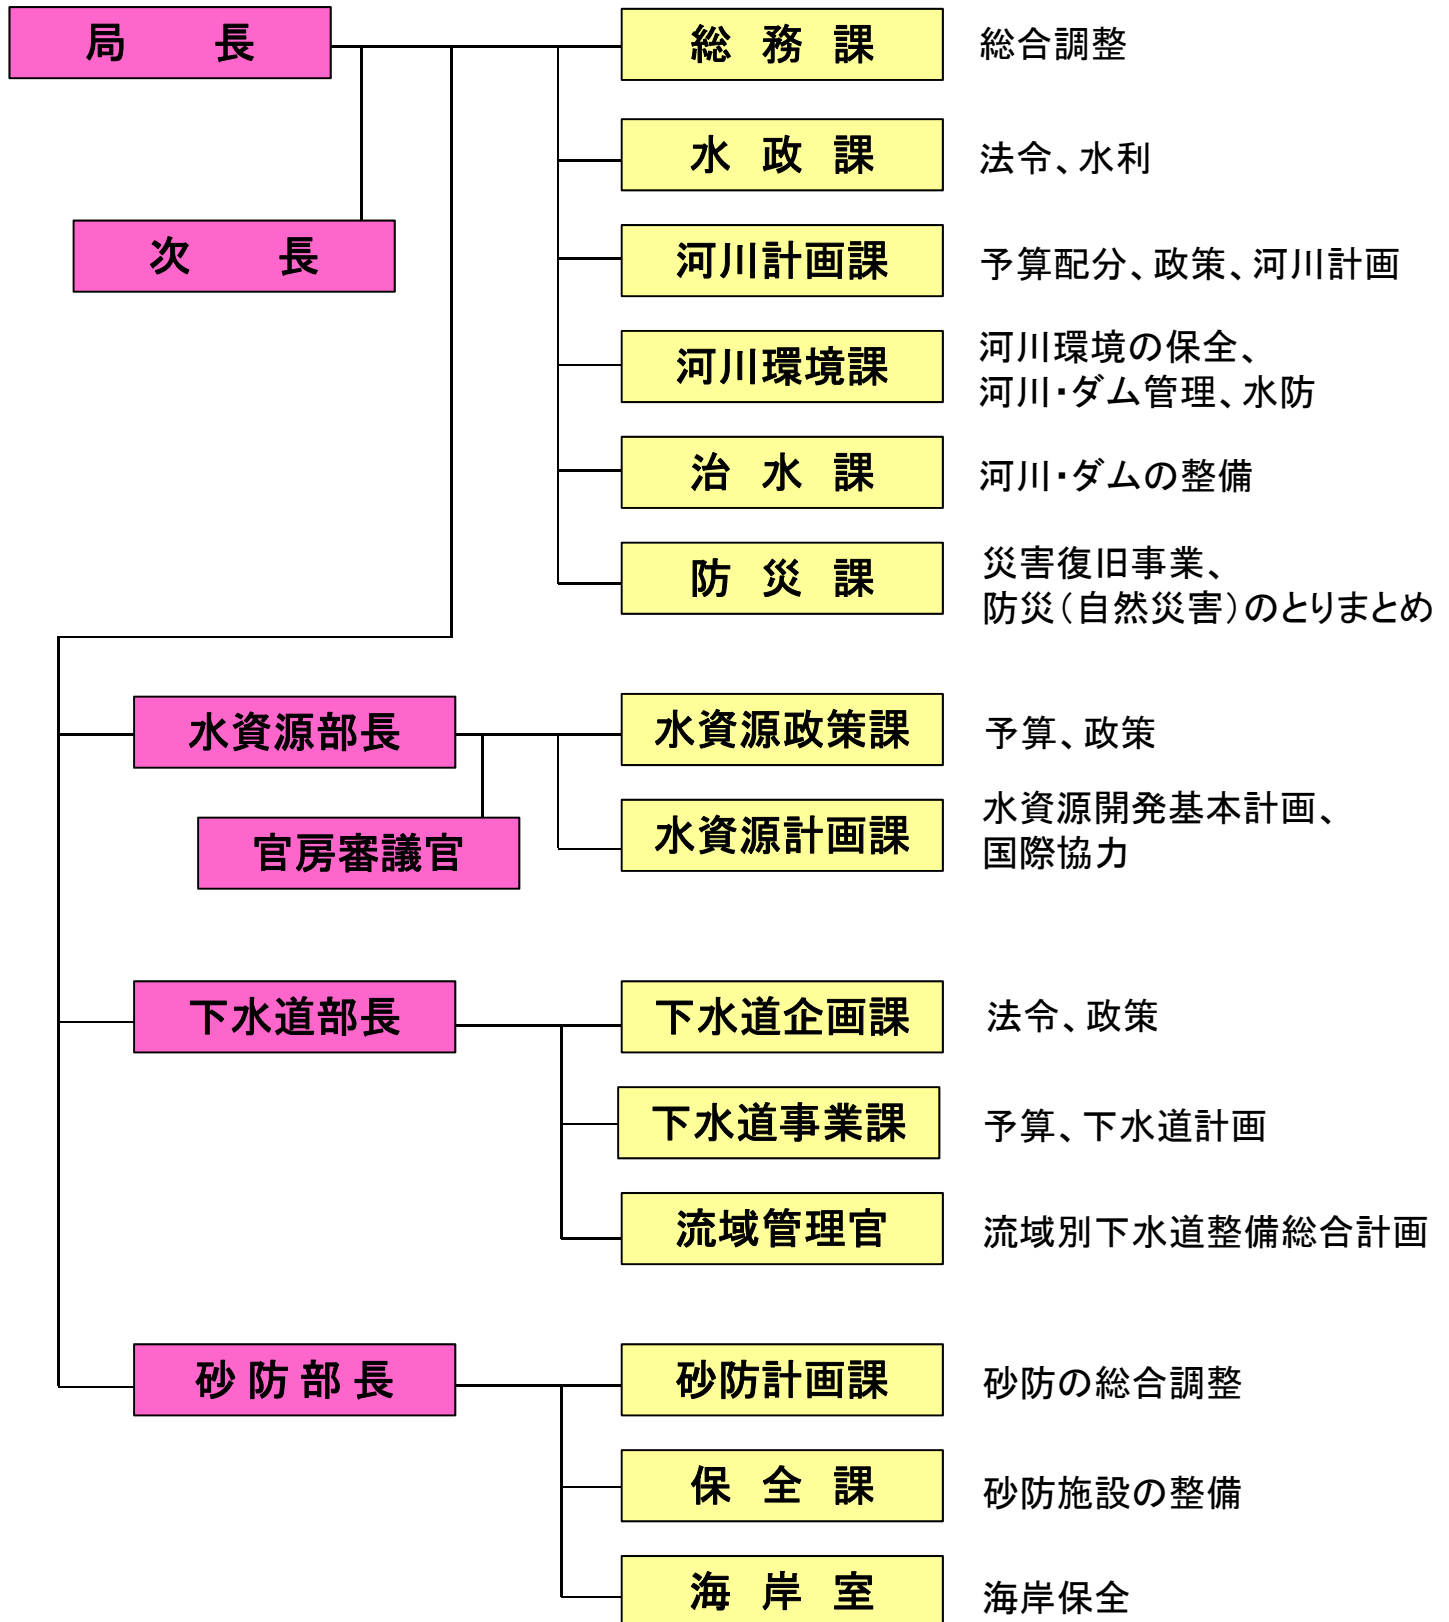 局　　長
総　務　課
総合調整
水　政　課
法令、水利
次　　長
河川計画課
予算配分、政策、河川計画
河川環境課
河川環境の保全、
河川・ダム管理、水防
治　水　課
河川・ダムの整備
防　災　課
災害復旧事業、
防災（自然災害）のとりまとめ
水資源部長
水資源政策課
予算、政策
官房審議官
水資源計画課
水資源開発基本計画、
国際協力
下水道部長
下水道企画課
法令、政策
下水道事業課
予算、下水道計画
流域管理官
流域別下水道整備総合計画
砂 防 部 長
砂防計画課
砂防の総合調整
保　全　課
砂防施設の整備
海　岸　室
海岸保全